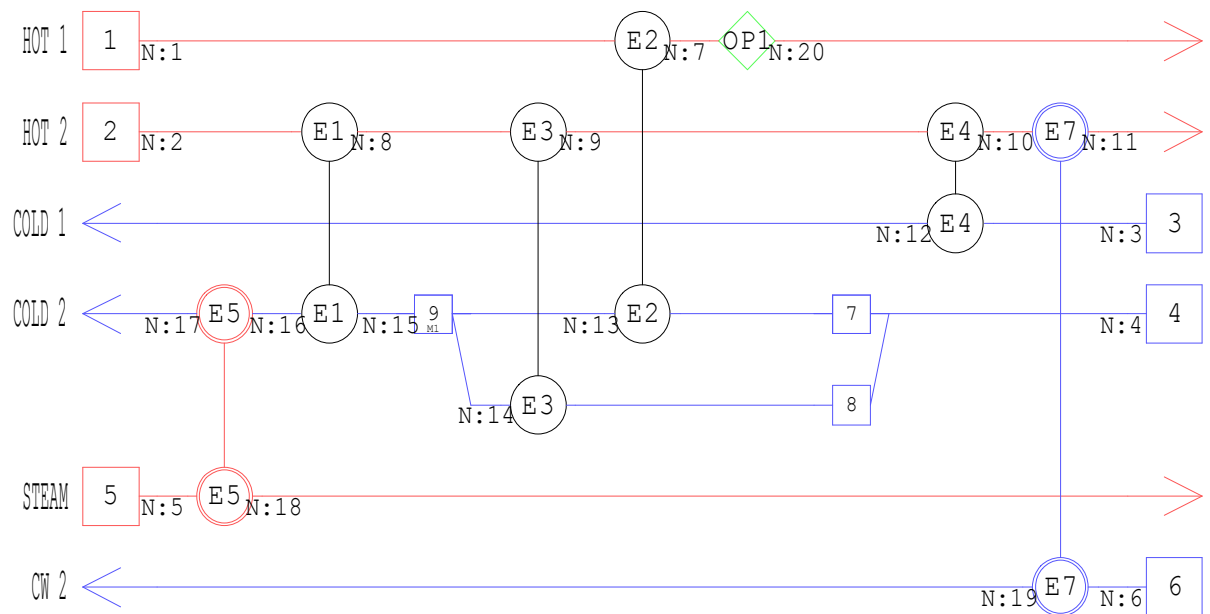 HOT 1 1 N:1 E2 N:7 OP1 N:20
HOT 2 2 N:2 E1 N:8 E3 N:9 E4 N:10 E7 N:11
COLD 1 N:12 E4 N:3 3
COLD 2 N:17 E5 N:16 E1 N:15 9 N:13 E2 7 N:4 4
M1
N:14 E3 8
STEAM 5 N:5 E5 N:18
CW 2 N:19 E7 N:6 6